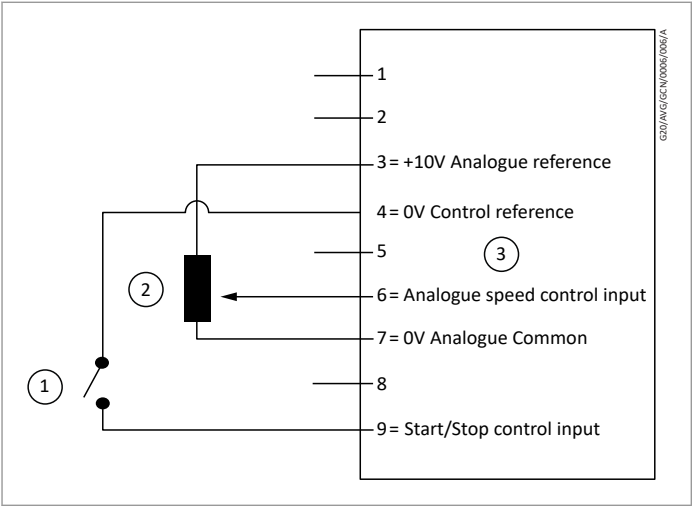 1
2
3 = +10V Analogue reference
4 = 0V Control reference
5
3
2
6 = Analogue speed control input
7 = 0V Analogue Common
8
1
9 = Start/Stop control input
G20/AVG/GCN/0006/006/A